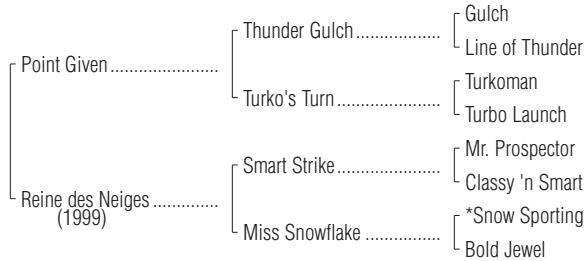 Gulch
Thunder Gulch..................
Line of Thunder
Point Given.......................
Turkoman
Turko's Turn ......................
Turbo Launch
Mr. Prospector
Smart Strike......................
Classy 'n Smart
Reine des Neiges..............
(1999)
*Snow Sporting
Miss Snowflake ................
Bold Jewel